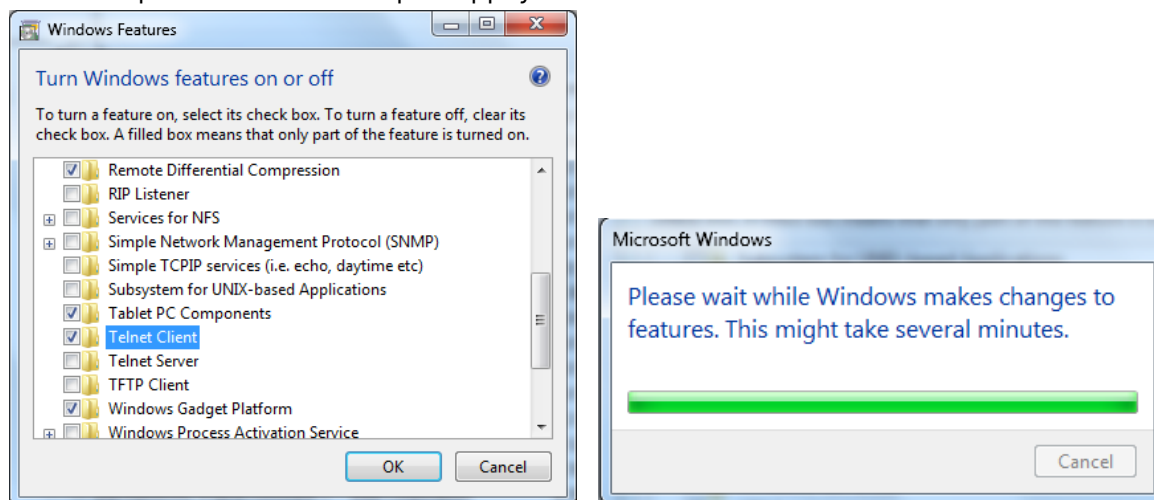 Windows Features
Turn Windows features on or off
To turn a feature on, select its check box. To turn a feature off, clear its
check box. A filled box means that only part of the feature is turned on.
Remote Differential Compression
RIP Listener
Services for NFS
Simple Network Management Protocol (SNMP)
Simple TCPIP services (i.e. echo, daytime etc)
Subsystem for UNIX-based Applications
Tablet PC Components
Telnet Client
Telnet Server
TFTP Client
Windows Gadget Platform
Windows Process Activation Service
OK Cancel
Microsoft Windows
Please wait while Windows makes changes to
features. This might take several minutes.
Cancel